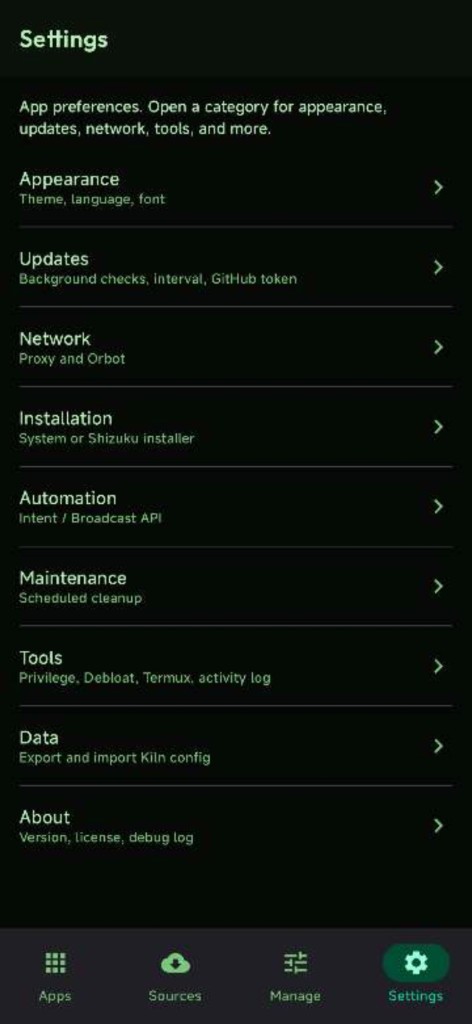 Settings
App preferences. Open a category for appearance,
updates, network, tools, and more.
Appearance
Theme, language, font
Updates
Background checks, interval, GitHub token
Network
Proxy and Orbot
Installation
System or Shizuku installer
Automation
Intent / Broadcast API
Maintenance
Scheduled cleanup
Tools
Privilege, Debloat, Termux, activity log
Data
Export and import Kiln config
About
Version, license, debug log
Apps
Sources
Manage
Settings